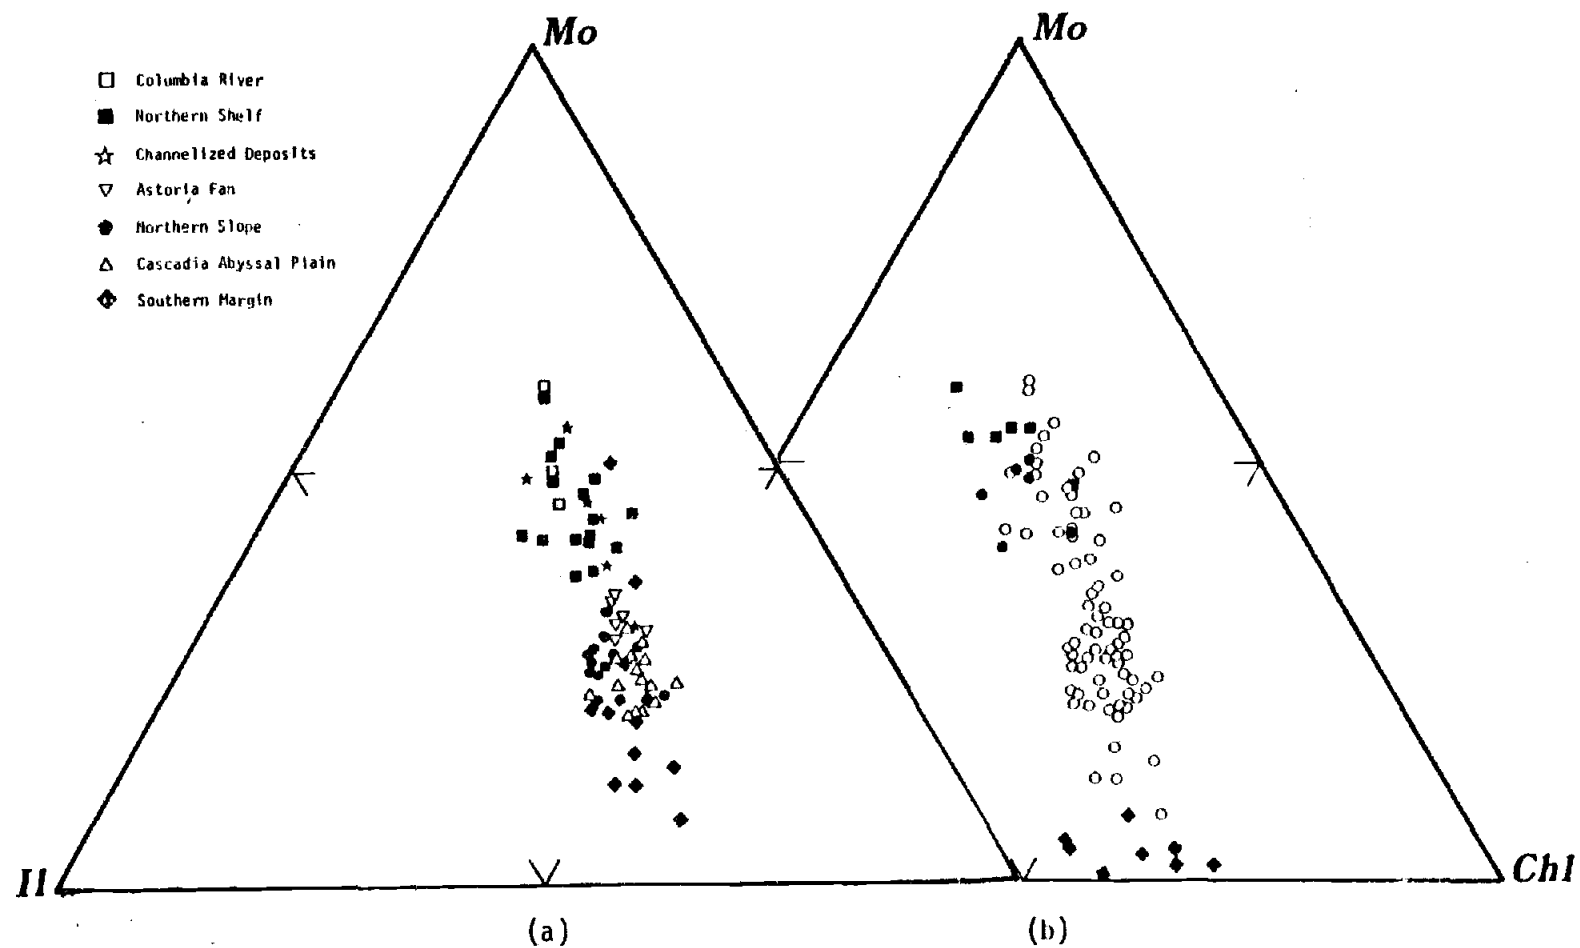 Mo
Mo
Columbia River
Northern Shelf
Channelized Deposits
Astoria Fan
Northern Slope
Cascadia Abyssal Plain
Southern Margin
Il
Chl
(a)
(b)